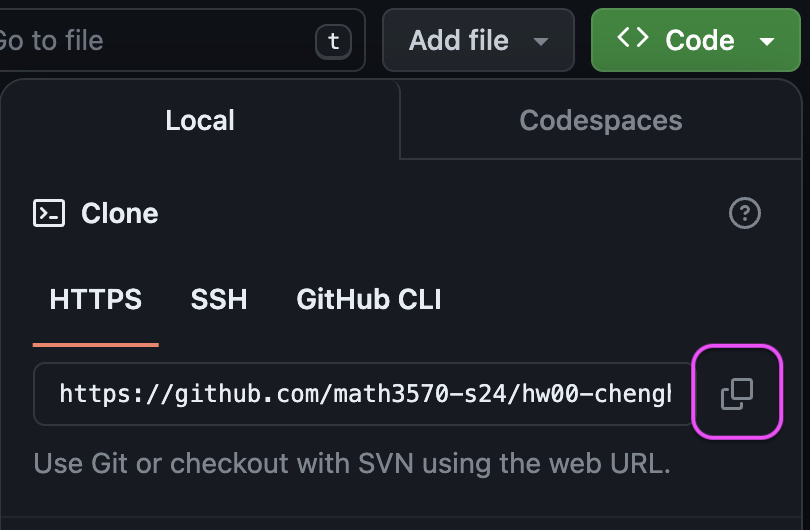 Go to file t Add file <> Code
Local Codespaces
Clone ?
HTTPS SSH GitHub CLI
https://github.com/math3570-s24/hw00-chengh
Use Git or checkout with SVN using the web URL.